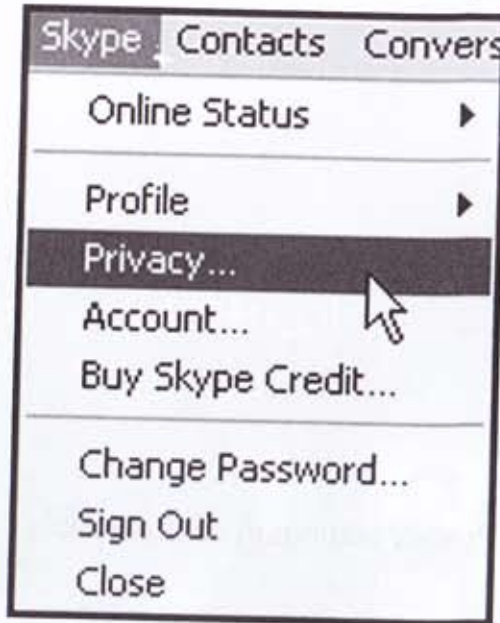 Skype Contacts Convers
Online Status
Profile
Privacy...
Account...
Buy Skype Credit...
Change Password...
Sign Out
Close